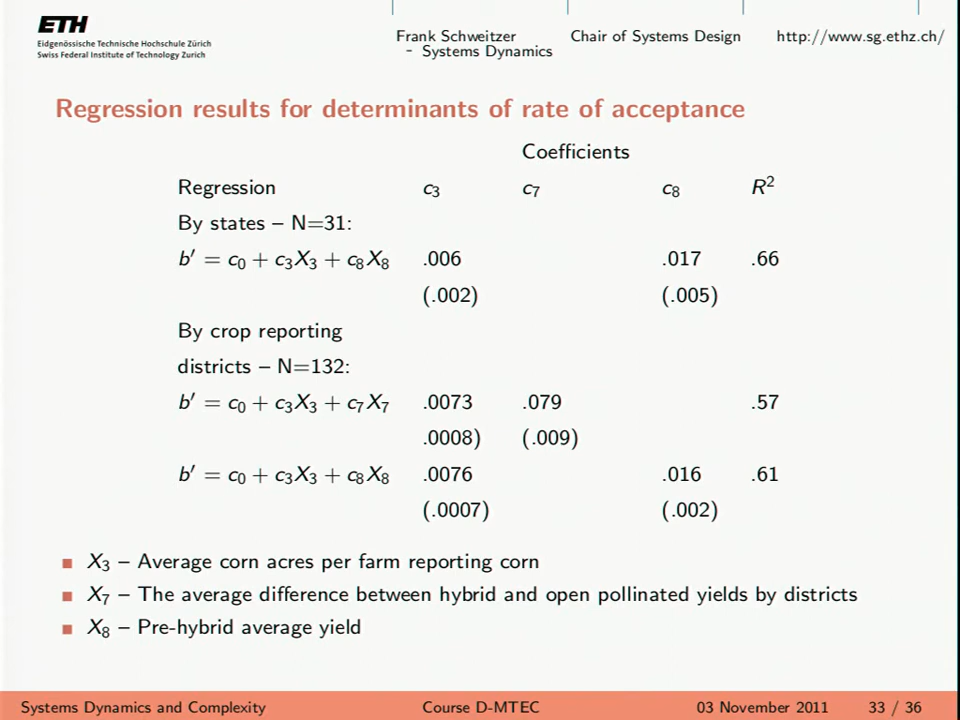 ETH
Eidgenössische Technische Hochschule Zürich
Swiss Federal Institute of Technology Zurich
Frank Schweitzer
- Systems Dynamics
Chair of Systems Design
http://www.sg.ethz.ch/
Regression results for determinants of rate of acceptance
Coefficients
Regression c₃ c₇ c₈ R²
By states – N=31:
b′ = c₀ + c₃X₃ + c₈X₈ .006 .017 .66
(.002) (.005)
By crop reporting
districts – N=132:
b′ = c₀ + c₃X₃ + c₇X₇ .0073 .079 .57
.0008) (.009)
b′ = c₀ + c₃X₃ + c₈X₈ .0076 .016 .61
(.0007) (.002)
X₃ – Average corn acres per farm reporting corn
X₇ – The average difference between hybrid and open pollinated yields by districts
X₈ – Pre-hybrid average yield
Systems Dynamics and Complexity Course D-MTEC 03 November 2011 33 / 36